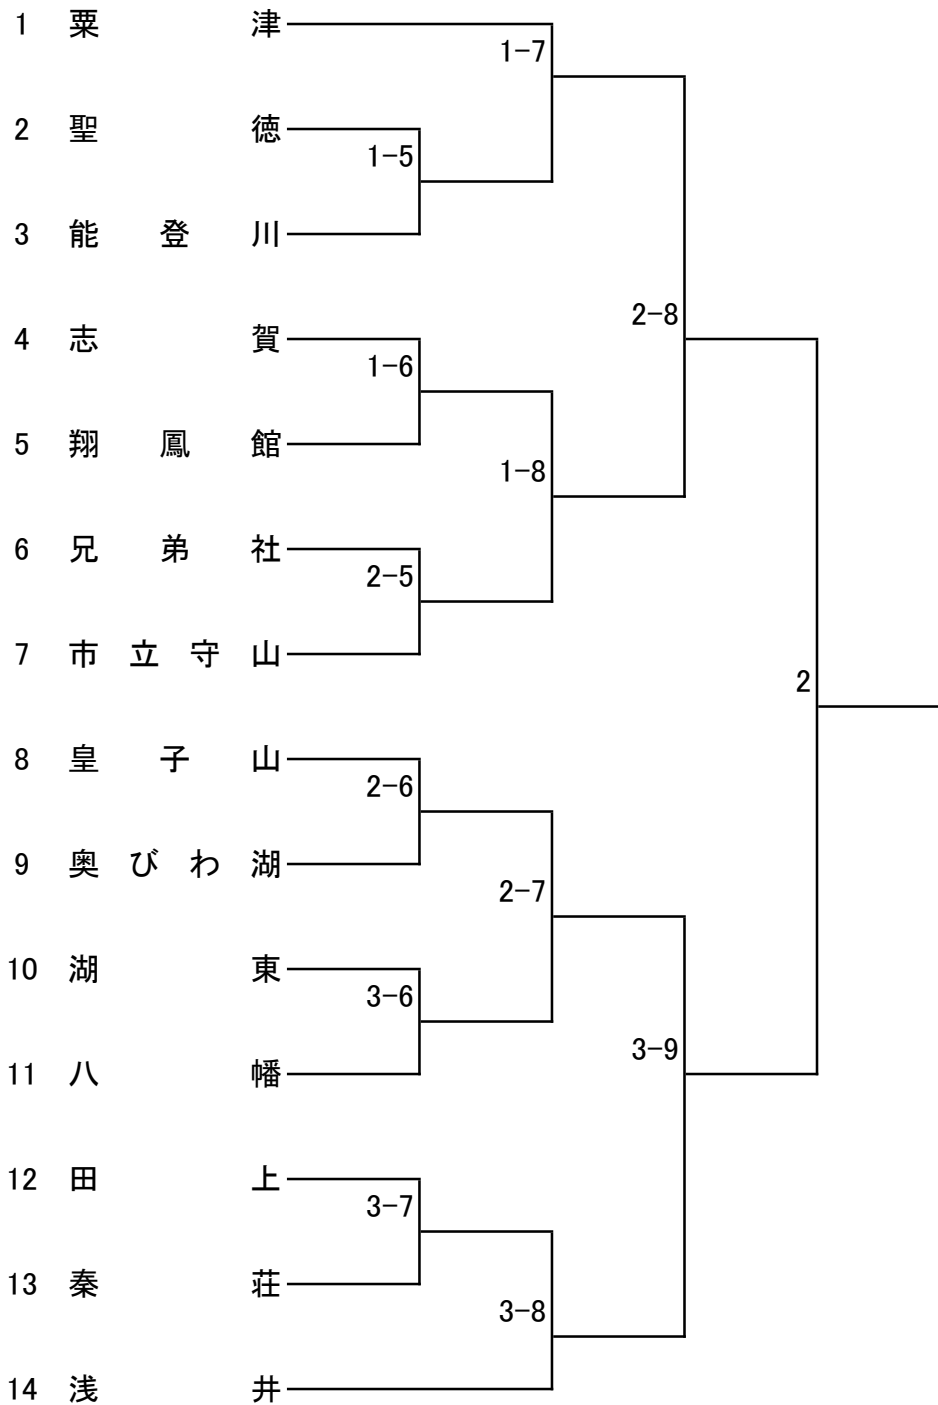 1 粟津
1-7
2 聖徳
1-5
3 能登川
2-8
4 志賀
1-6
5 翔鳳館
1-8
6 兄弟社
2-5
7 市立守山
2
8 皇子山
2-6
9 奥びわ湖
2-7
10 湖東
3-6
3-9
11 八幡
12 田上
3-7
13 秦荘
3-8
14 浅井